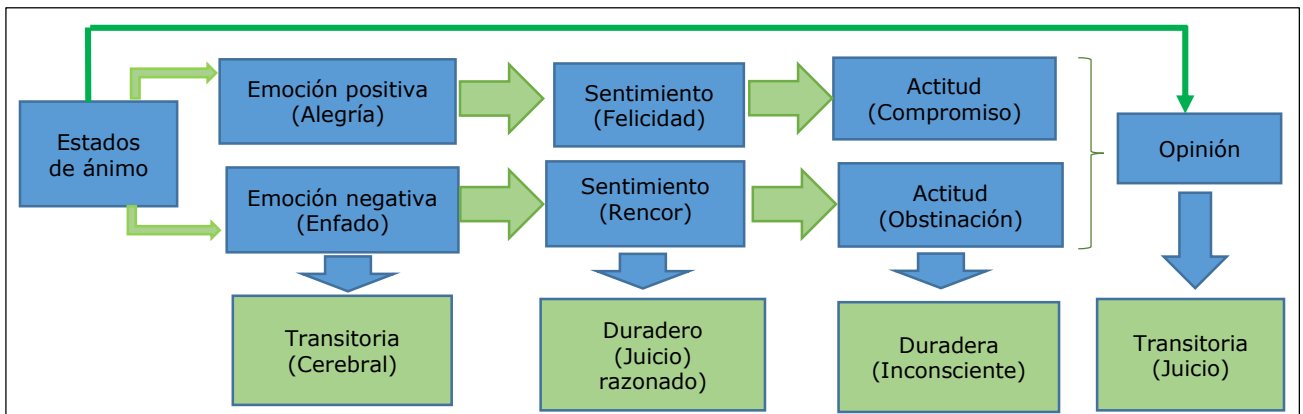 Emoción positiva
(Alegría)
Sentimiento
(Felicidad)
Actitud
(Compromiso)
Estados
de ánimo
Opinión
Emoción negativa
(Enfado)
Sentimiento
(Rencor)
Actitud
(Obstinación)
Transitoria
(Cerebral)
Duradero
(Juicio)
razonado)
Duradera
(Inconsciente)
Transitoria
(Juicio)